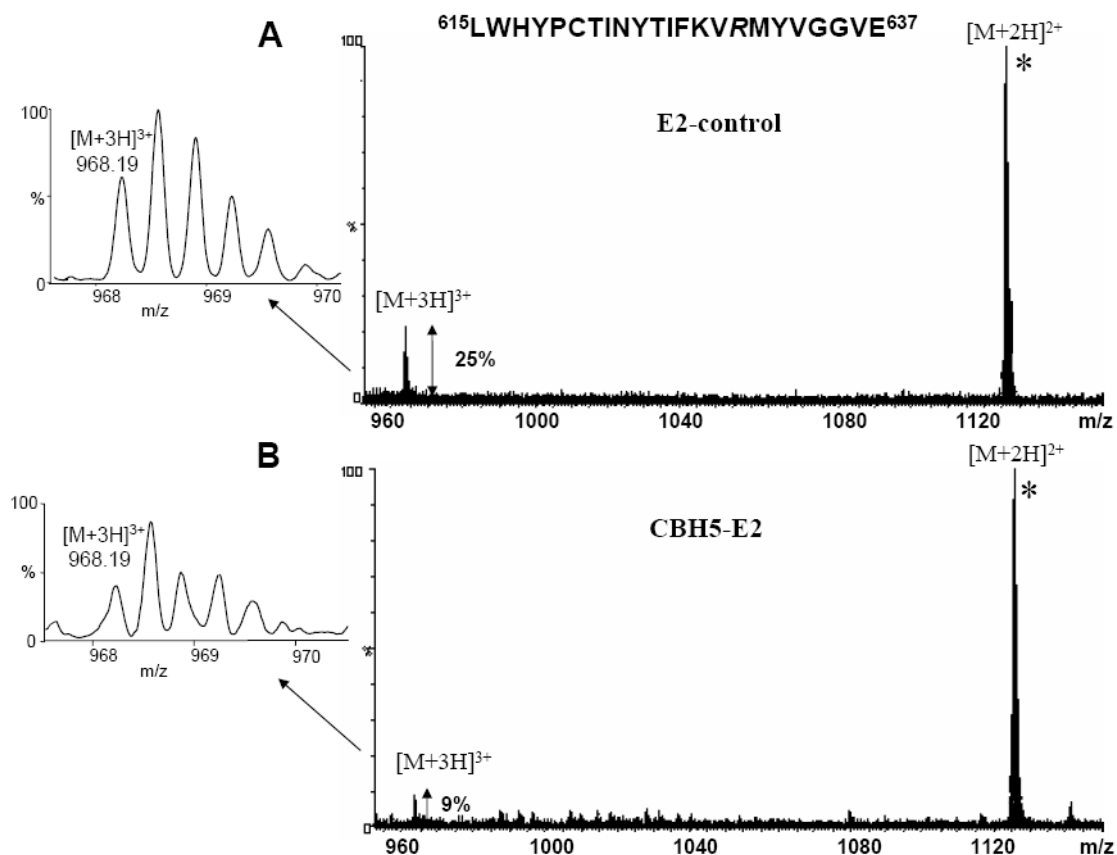 A
⁶¹⁵LWHYPCTINYTIFKVRMYVGGVE⁶³⁷
100
[M+2H]²⁺
*
E2-control
100
[M+3H]³⁺
968.19
%
0
968 969 970
m/z
%
[M+3H]³⁺
25%
0
960 1000 1040 1080 1120 m/z
B
100
[M+2H]²⁺
*
CBH5-E2
100
[M+3H]³⁺
968.19
%
0
968 969 970
m/z
%
[M+3H]³⁺
9%
0
960 1000 1040 1080 1120 m/z